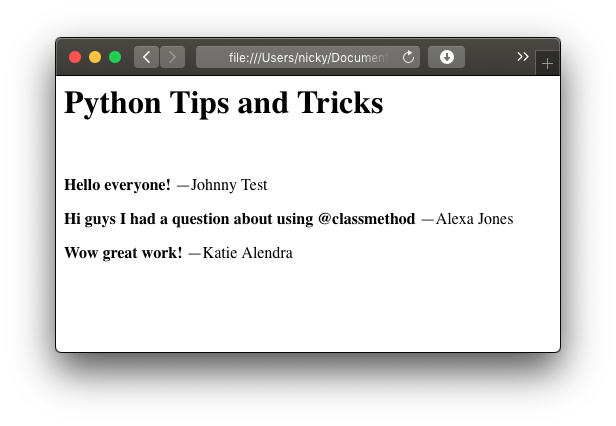 file:///Users/nicky/Documen
Python Tips and Tricks
Hello everyone! —Johnny Test
Hi guys I had a question about using @classmethod —Alexa Jones
Wow great work! —Katie Alendra